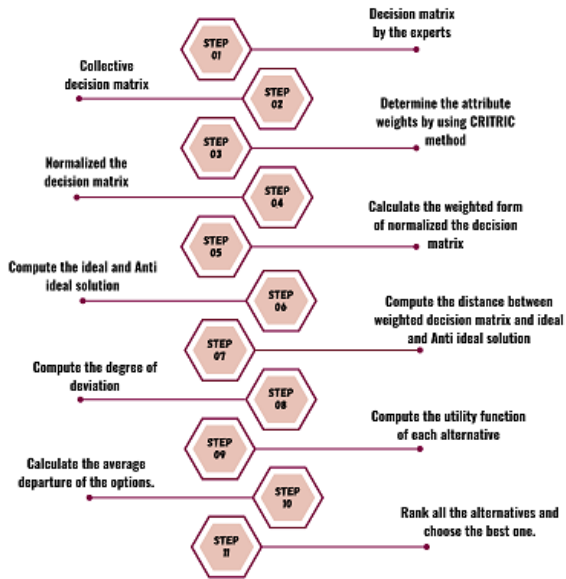 STEP
01
Decision matrix
by the experts
Collective
decision matrix
STEP
02
STEP
03
Determine the attribute
weights by using CRITRIC
method
Normalized the
decision matrix
STEP
04
STEP
05
Calculate the weighted form
of normalized the decision
matrix
Compute the ideal and Anti
ideal solution
STEP
06
STEP
07
Compute the distance between
weighted decision matrix and ideal
and Anti ideal solution
Compute the degree of
deviation
STEP
08
STEP
09
Compute the utility function
of each alternative
Calculate the average
departure of the options.
STEP
10
STEP
11
Rank all the alternatives and
choose the best one.